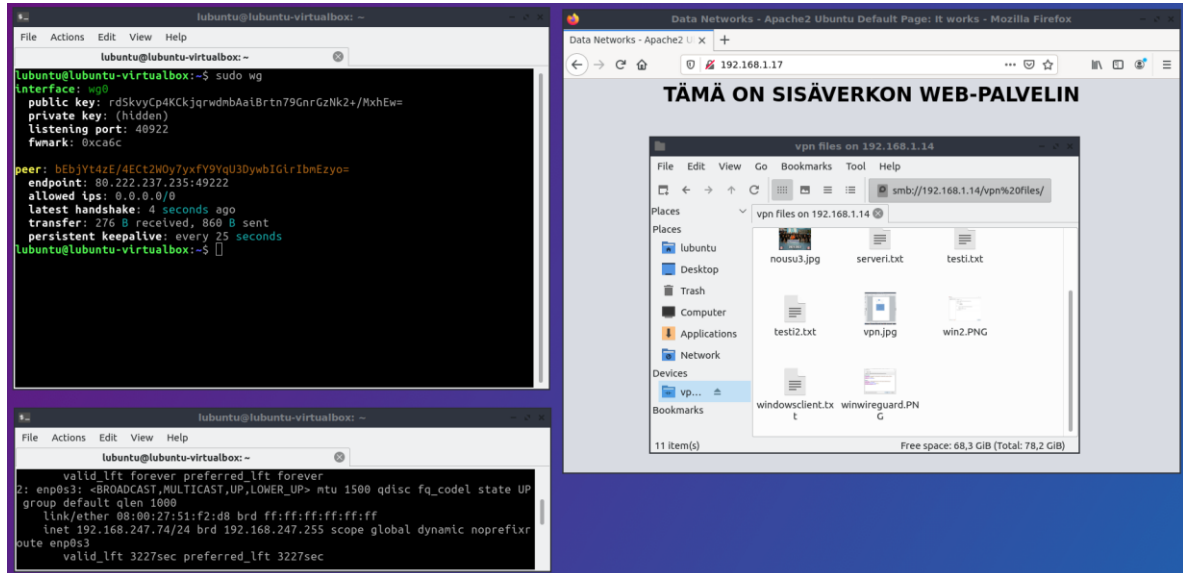 lubuntu@lubuntu-virtualbox: ~
File Actions Edit View Help
lubuntu@lubuntu-virtualbox: ~
lubuntu@lubuntu-virtualbox:~$ sudo wg
interface: wg0
public key: rdSkvyCp4KCkjqrwdmbAaiBrtn79GnrGzNk2+/MxhEw=
private key: (hidden)
listening port: 40922
fwmark: 0xca6c
peer: bEbjYt4zE/4ECt2WOy7yxfY9YqU3DywbIGirIbmEzyo=
endpoint: 80.222.237.235:49222
allowed ips: 0.0.0.0/0
latest handshake: 4 seconds ago
transfer: 276 B received, 860 B sent
persistent keepalive: every 25 seconds
lubuntu@lubuntu-virtualbox:~$
lubuntu@lubuntu-virtualbox: ~
File Actions Edit View Help
lubuntu@lubuntu-virtualbox: ~
valid_lft forever preferred_lft forever
2: enp0s3: <BROADCAST,MULTICAST,UP,LOWER_UP> mtu 1500 qdisc fq_codel state UP
group default qlen 1000
link/ether 08:00:27:51:f2:d8 brd ff:ff:ff:ff:ff:ff
inet 192.168.247.74/24 brd 192.168.247.255 scope global dynamic noprefixr
oute enp0s3
valid_lft 3227sec preferred_lft 3227sec
Data Networks - Apache2 Ubuntu Default Page: It works - Mozilla Firefox
Data Networks - Apache2 U
192.168.1.17
TÄMÄ ON SISÄVERKON WEB-PALVELIN
vpn files on 192.168.1.14
File Edit View Go Bookmarks Tool Help
smb://192.168.1.14/vpn%20files/
Places
vpn files on 192.168.1.14
Places
lubuntu
Desktop
Trash
Computer
Applications
Network
Devices
vp...
Bookmarks
nousu3.jpg serveri.txt testi.txt
testi2.txt vpn.jpg win2.PNG
windowsclient.tx winwireguard.PN
t G
11 item(s) Free space: 68,3 GiB (Total: 78,2 GiB)